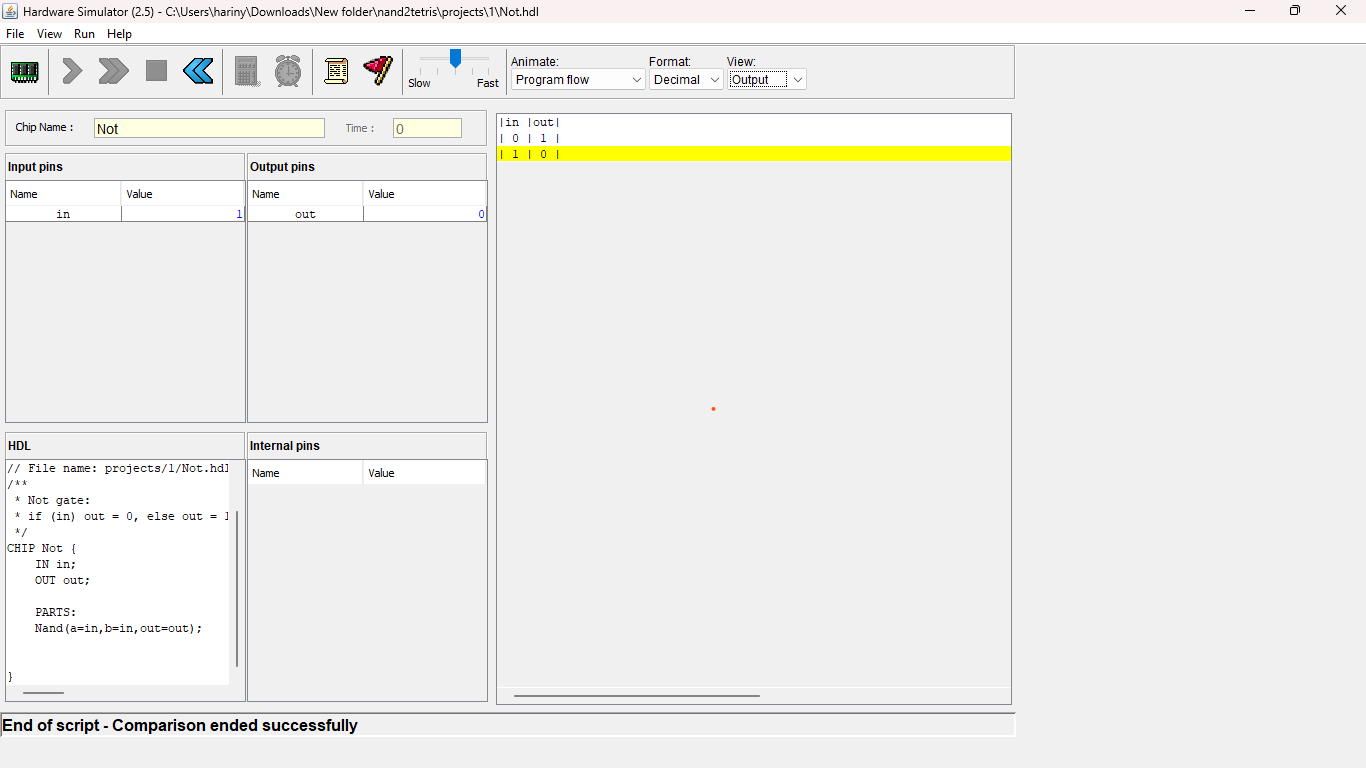 Hardware Simulator (2.5) - C:\Users\hariny\Downloads\New folder\nand2tetris\projects\1\Not.hdl
File View Run Help
Slow Fast
Animate: Format: View:
Program flow Decimal Output
Chip Name : Not Time : 0
Input pins Output pins
Name Value Name Value
in 1 out 0
|in |out|
| 0 | 1 |
| 1 | 0 |
HDL
// File name: projects/1/Not.hdl
/**
* Not gate:
* if (in) out = 0, else out = 1
*/
CHIP Not {
IN in;
OUT out;
PARTS:
Nand(a=in,b=in,out=out);
}
Internal pins
Name Value
End of script - Comparison ended successfully